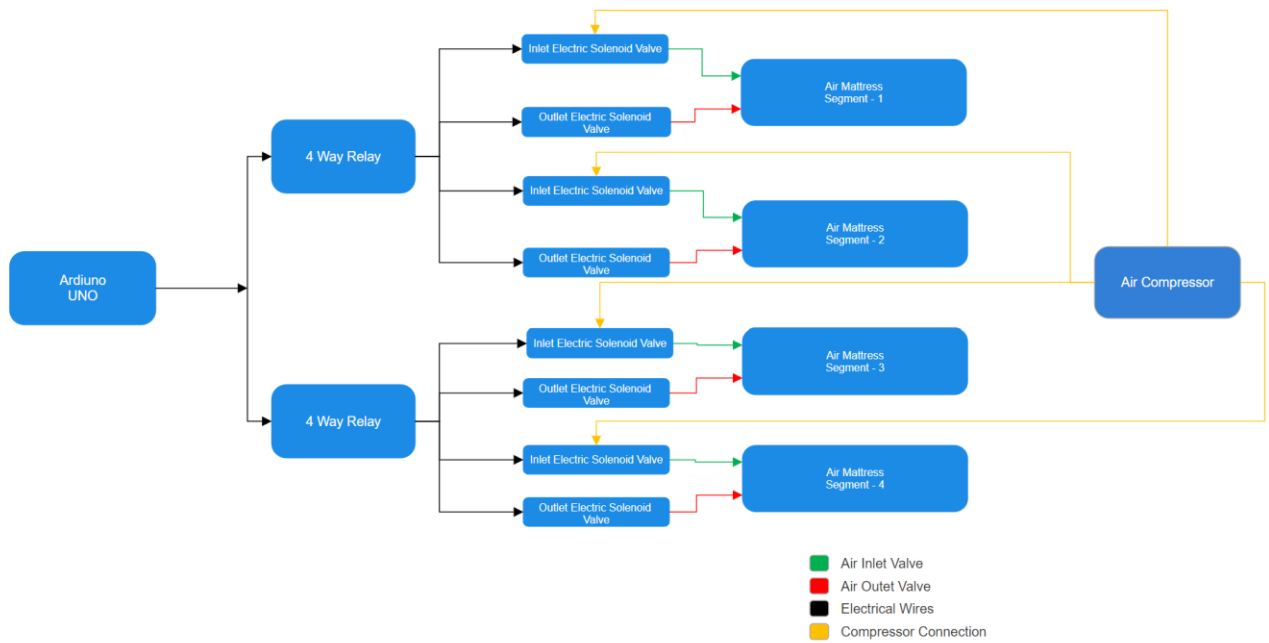 Inlet Electric Solenoid Valve
Air Mattress
Segment - 1
Outlet Electric Solenoid
Valve
4 Way Relay
Inlet Electric Solenoid Valve
Air Mattress
Segment - 2
Outlet Electric Solenoid
Valve
Ardiuno
UNO
Air Compressor
Inlet Electric Solenoid Valve
Air Mattress
Segment - 3
Outlet Electric Solenoid
Valve
4 Way Relay
Inlet Electric Solenoid Valve
Air Mattress
Segment - 4
Outlet Electric Solenoid
Valve
Air Inlet Valve
Air Outet Valve
Electrical Wires
Compressor Connection